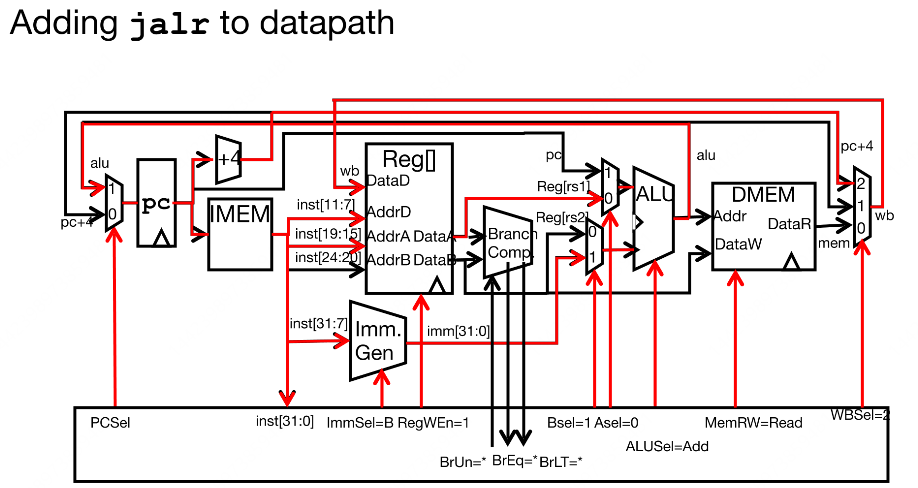 Adding jalr to datapath
alu
1
0
pc+4
pc
+4
IMEM
wb
Reg[]
DataD
inst[11:7]
AddrD
inst[19:15]
AddrA DataA
inst[24:20]
AddrB DataB
inst[31:7]
Imm.
Gen
imm[31:0]
Branch
Comp.
pc
1
0
Reg[rs1]
Reg[rs2]
0
1
ALU
alu
DMEM
Addr
DataR
DataW
mem
pc+4
2
1
0
wb
PCSel
inst[31:0]
ImmSel=B
RegWEn=1
BrUn=*
BrEq=*
BrLT=*
Bsel=1
Asel=0
ALUSel=Add
MemRW=Read
WBSel=2